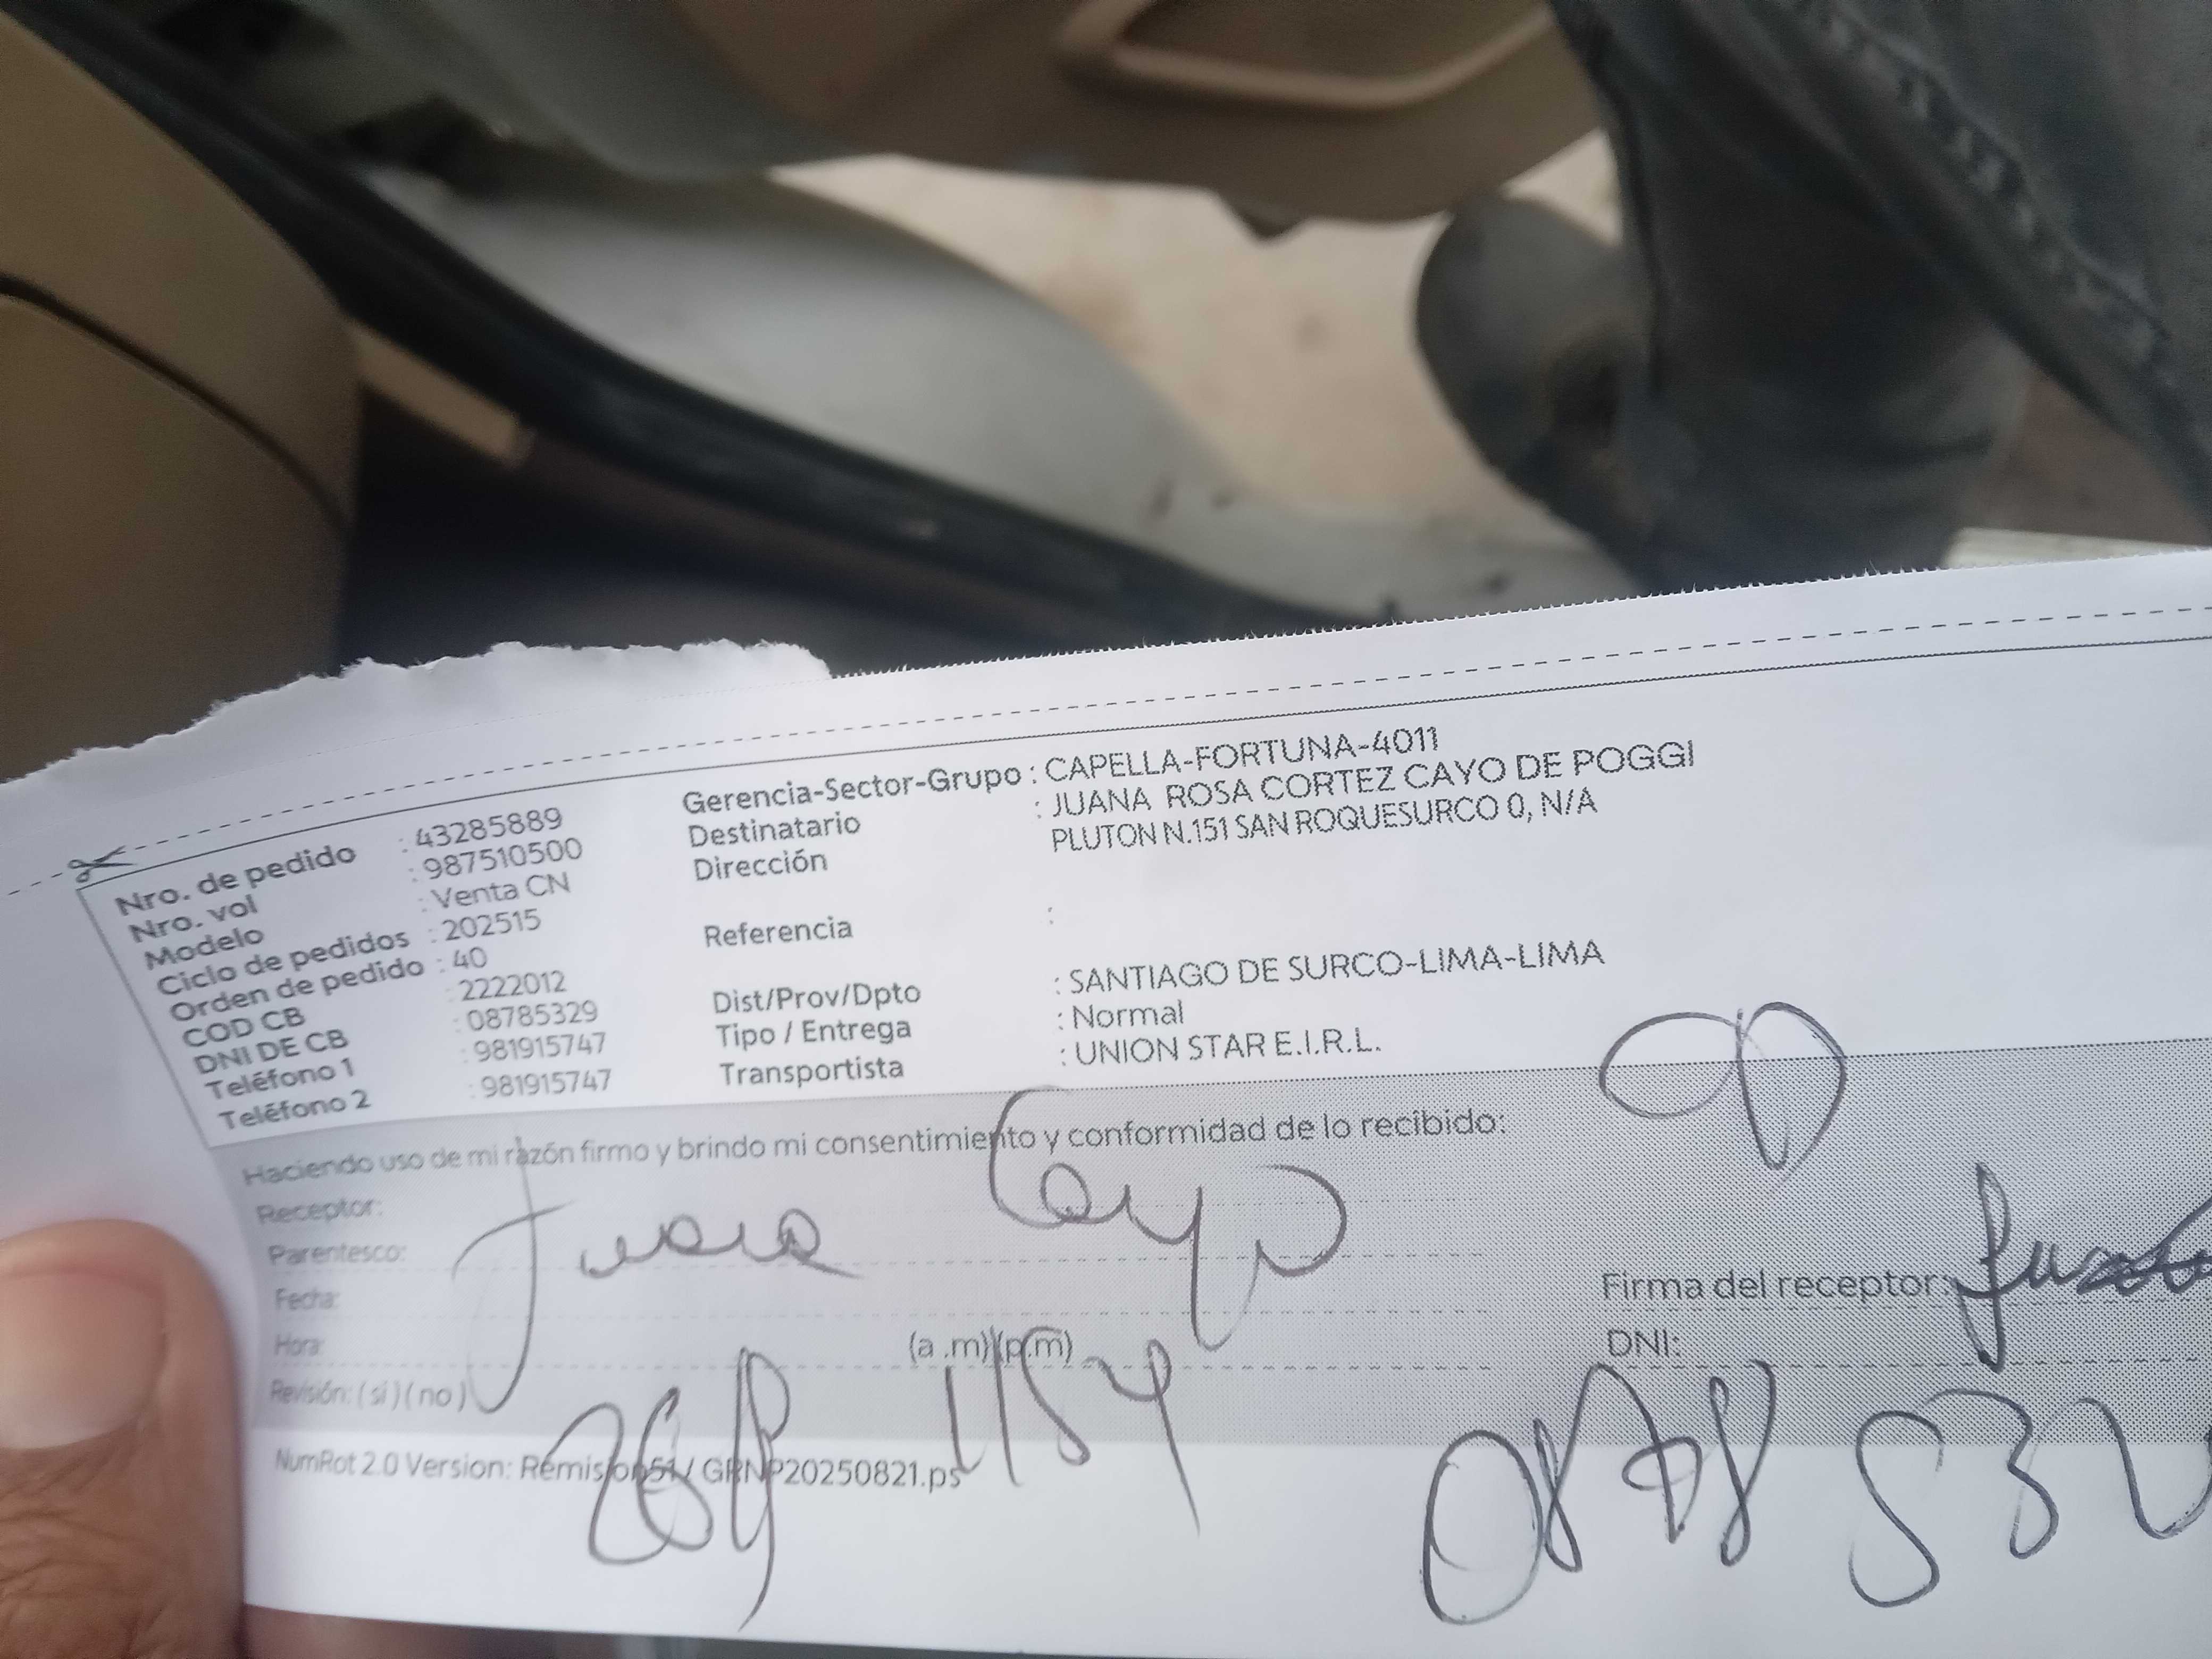 Nro. de pedido : 43285889
Nro. vol : 987510500
Modelo : Venta CN
Ciclo de pedidos : 202515
Orden de pedido : 40
COD CB : 2222012
DNI DE CB : 08785329
Teléfono 1 : 981915747
Teléfono 2 : 981915747
Gerencia-Sector-Grupo : CAPELLA-FORTUNA-4011
Destinatario : JUANA ROSA CORTEZ CAYO DE POGGI
Dirección PLUTON N.151 SAN ROQUESURCO 0, N/A
Referencia :
Dist/Prov/Dpto : SANTIAGO DE SURCO-LIMA-LIMA
Tipo / Entrega : Normal
Transportista : UNION STAR E.I.R.L.
Haciendo uso de mi razón firmo y brindo mi consentimiento y conformidad de lo recibido:
Receptor: Juana Cayo
Parentesco:
Fecha:
Hora: (a .m) (p.m)
Revisión: ( si ) ( no )
Firma del receptor:
DNI:
NumRot 2.0 Version: Remision51 / GRNP20250821.ps